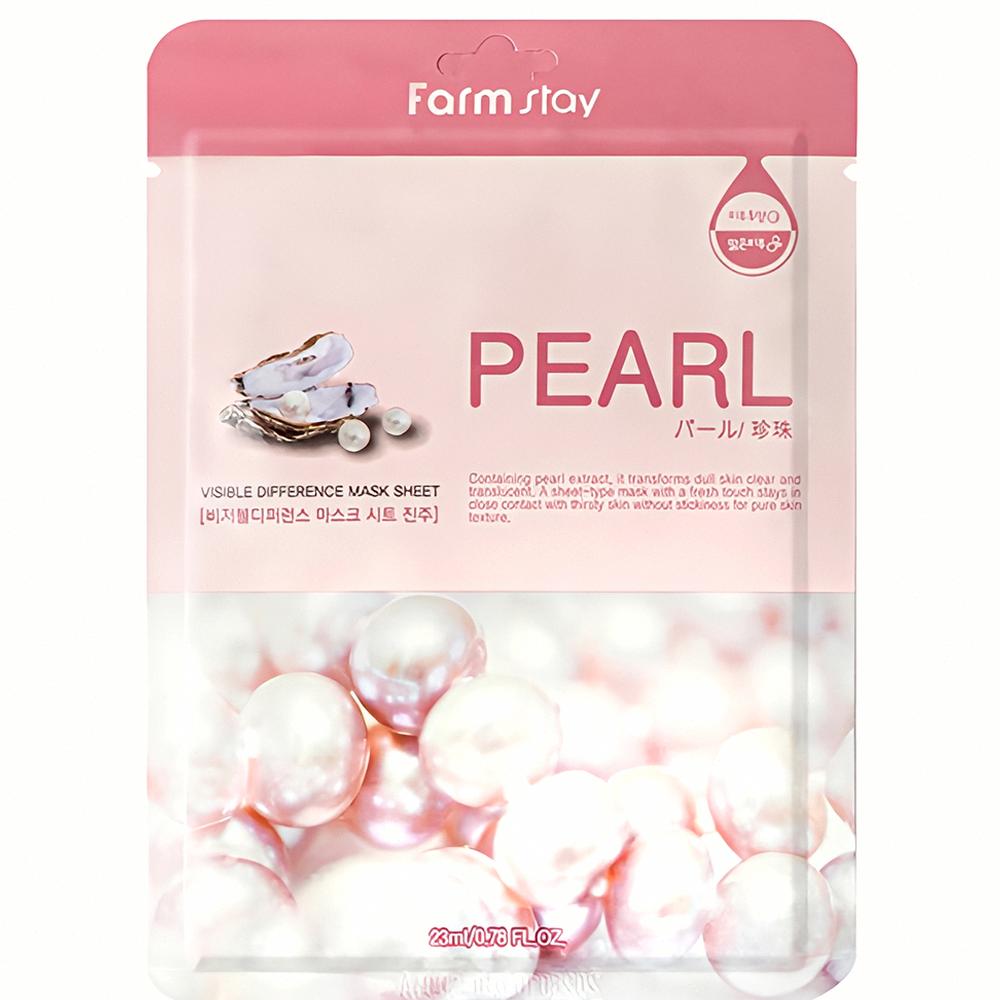 Farm stay
PEARL
パール/ 珍珠
VISIBLE DIFFERENCE MASK SHEET
[비저블디퍼런스 마스크 시트 진주]
Containing pearl extract, it transforms dull skin clear and
translucent. A sheet-type mask with a fresh touch stays in
close contact with thirsty skin without stickiness for pure skin
texture.
23ml/0.78 FL.OZ.